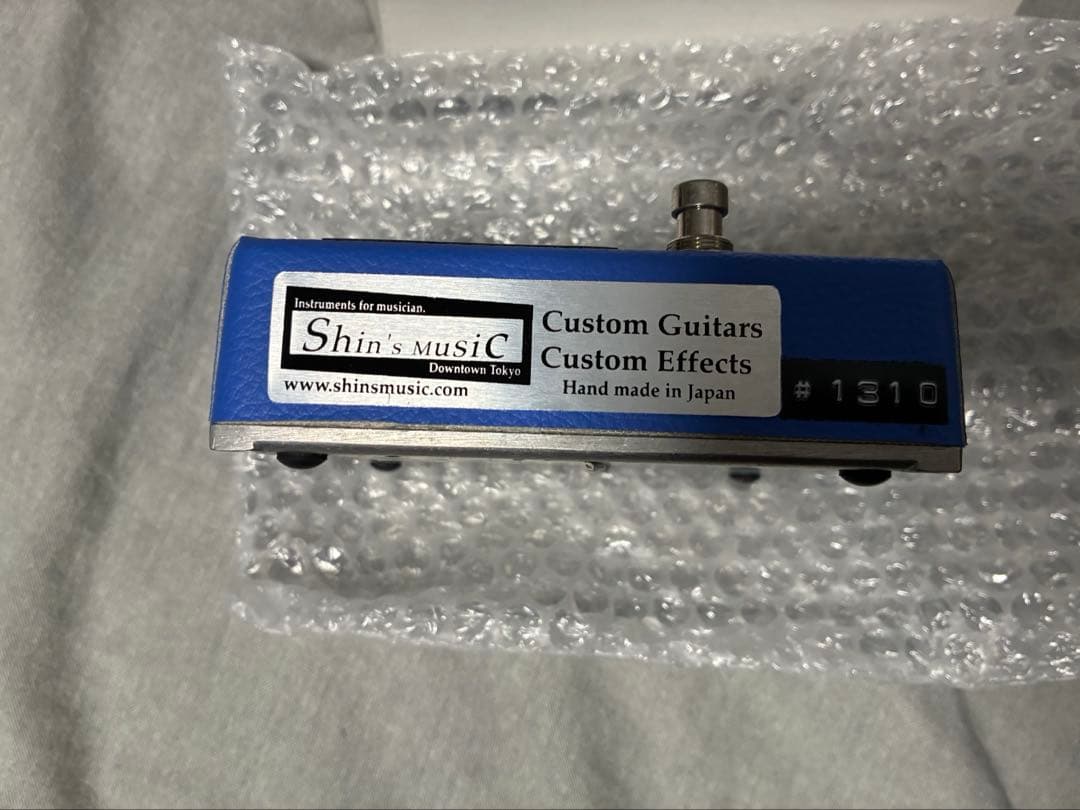 Instruments for musician.
Shin's MUSIC
Downtown Tokyo
www.shinsmusic.com
Custom Guitars
Custom Effects
Hand made in Japan
# 1310